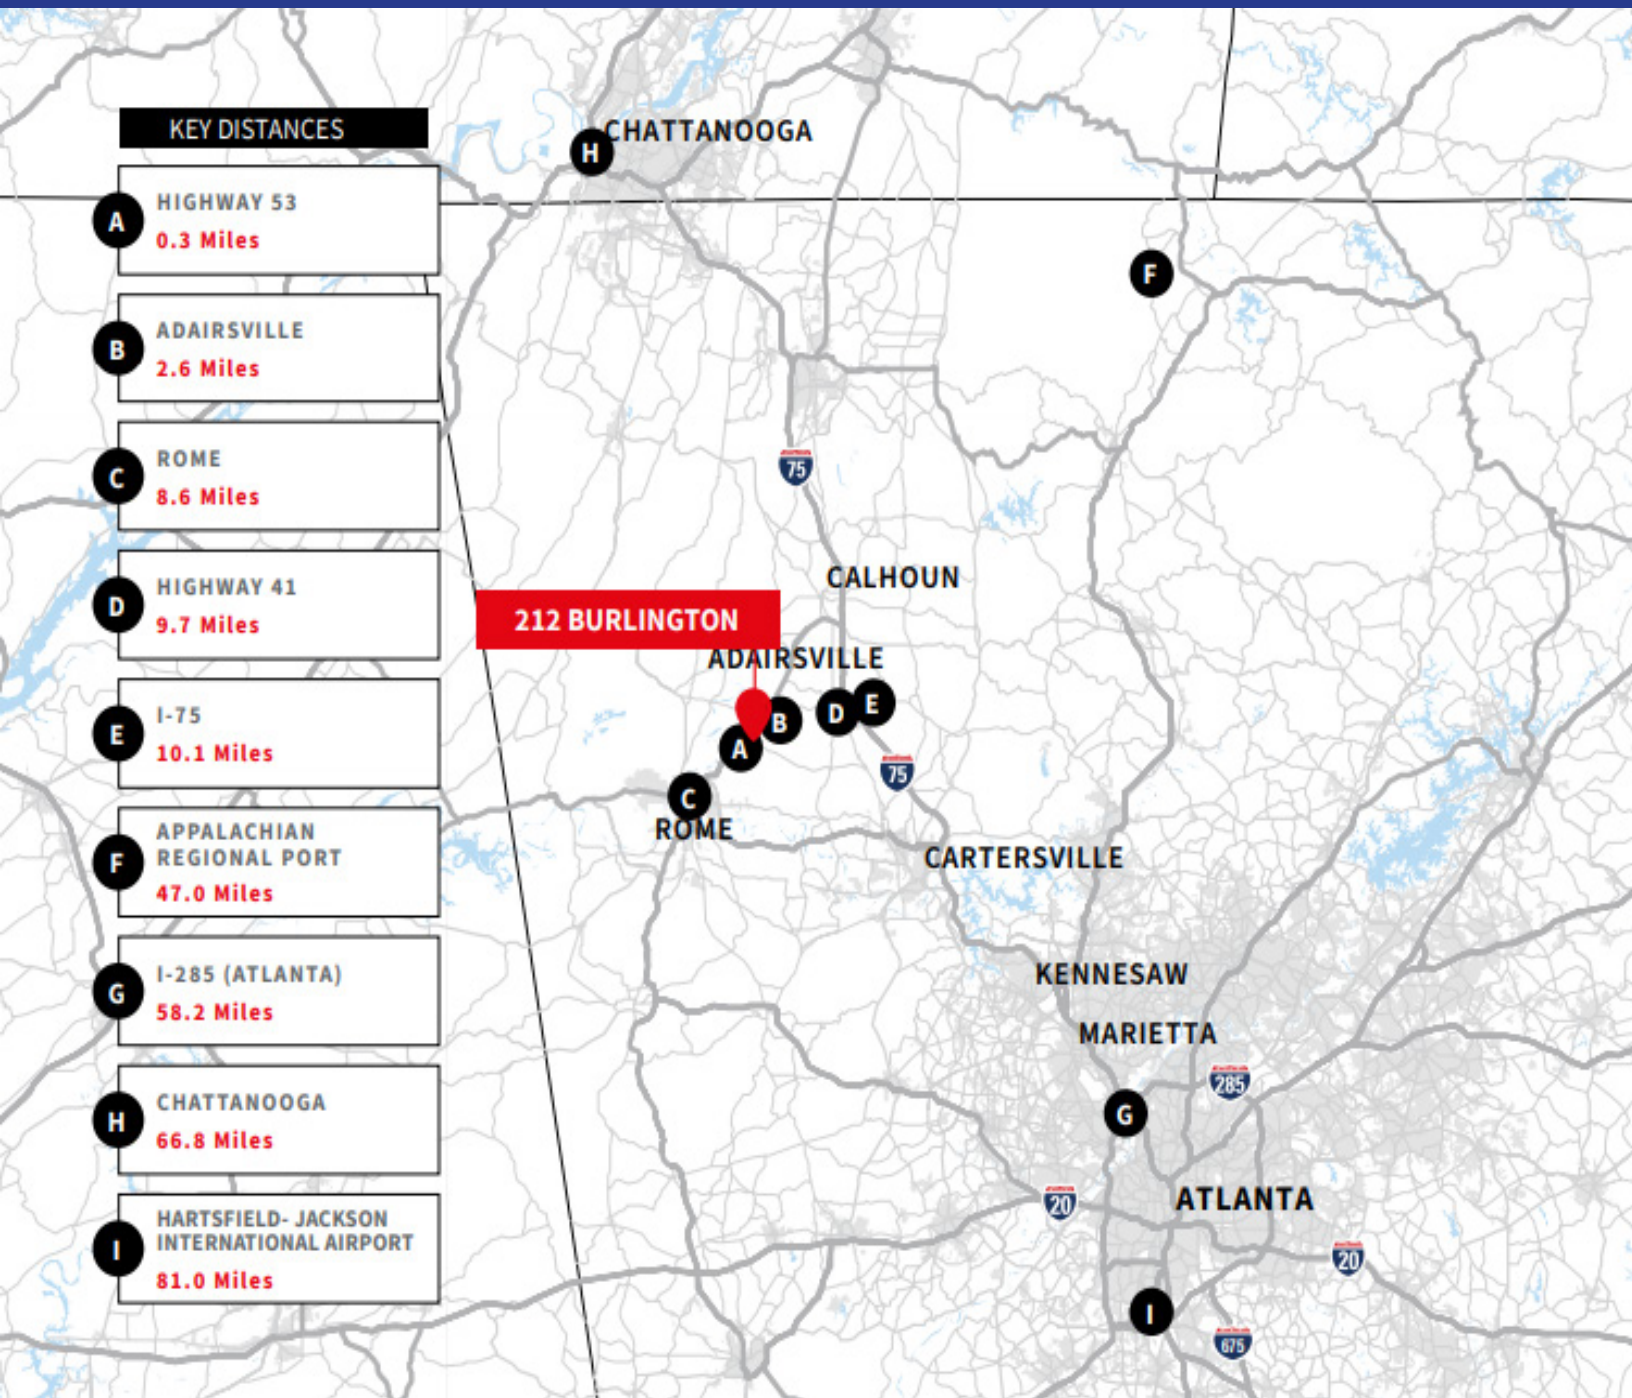 KEY DISTANCES
A
HIGHWAY 53
0.3 Miles
B
ADAIRSVILLE
2.6 Miles
C
ROME
8.6 Miles
D
HIGHWAY 41
9.7 Miles
E
I-75
10.1 Miles
F
APPALACHIAN
REGIONAL PORT
47.0 Miles
G
I-285 (ATLANTA)
58.2 Miles
H
CHATTANOOGA
66.8 Miles
I
HARTSFIELD- JACKSON
INTERNATIONAL AIRPORT
81.0 Miles
CHATTANOOGA
H
F
75
CALHOUN
212 BURLINGTON
ADAIRSVILLE
B
D
E
A
75
C
ROME
CARTERSVILLE
KENNESAW
MARIETTA
285
G
20
ATLANTA
20
I
675